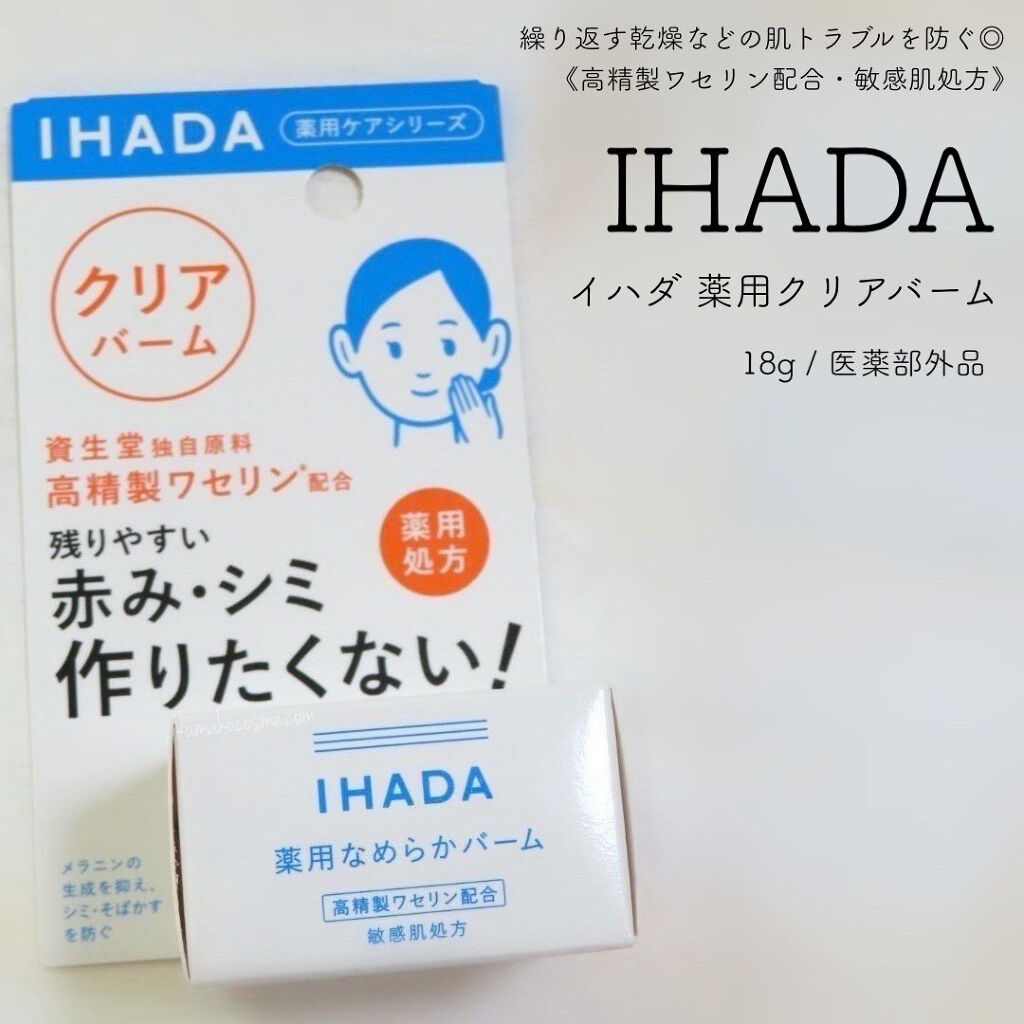 繰り返す乾燥などの肌トラブルを防ぐ◎
《高精製ワセリン配合・敏感肌処方》
IHADA
イハダ 薬用クリアバーム
18g / 医薬部外品
IHADA 薬用ケアシリーズ
クリア
バーム
資生堂独自原料
高精製ワセリン*配合
薬用
処方
残りやすい
赤み・シミ
作りたくない!
kumakocosme.com
IHADA
薬用なめらかバーム
高精製ワセリン配合
敏感肌処方
メラニンの
生成を抑え、
シミ・そばかす
を防ぐ